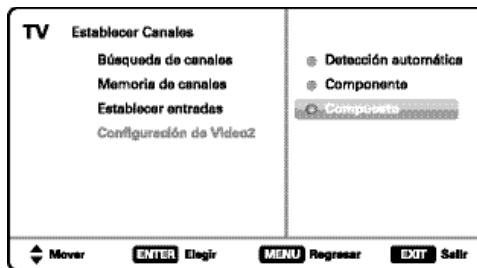 TV Establecer Canales
Búsqueda de canales
Memoria de canales
Establecer entradas
Configuración de Video2
Detección automática
Componente
Compuesto
Mover ENTER Elegir MENU Regresar EXIT Salir